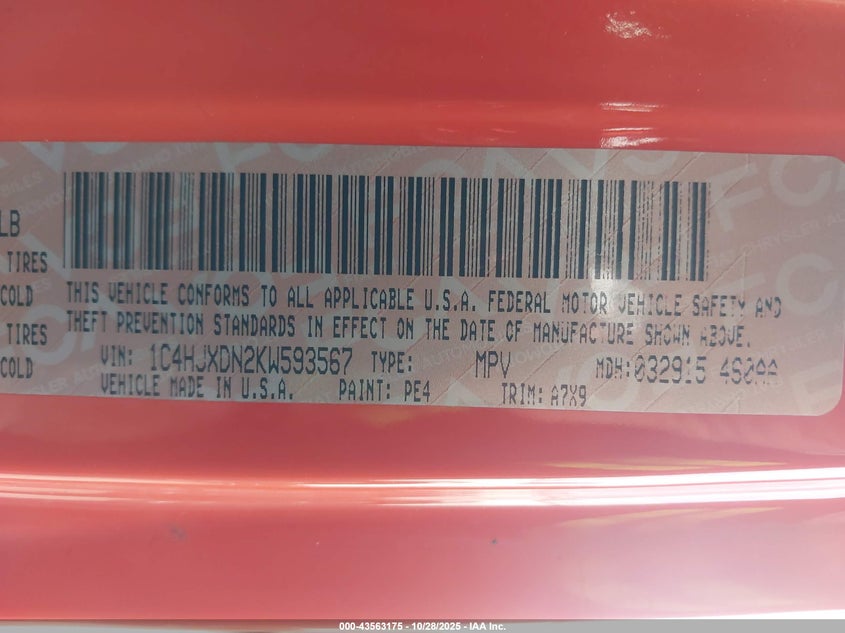 LB
TIRES
COLD
TIRES
COLD
THIS VEHICLE CONFORMS TO ALL APPLICABLE U.S.A. FEDERAL MOTOR VEHICLE SAFETY AND
THEFT PREVENTION STANDARDS IN EFFECT ON THE DATE OF MANUFACTURE SHOWN ABOVE.
VIN: 1C4HJXDN2KW593567 TYPE: MPV MDH:032915 460AA
VEHICLE MADE IN U.S.A. PAINT: PE4 TRIM: A7X9
000-43563175 - 10/28/2025 - IAA Inc.